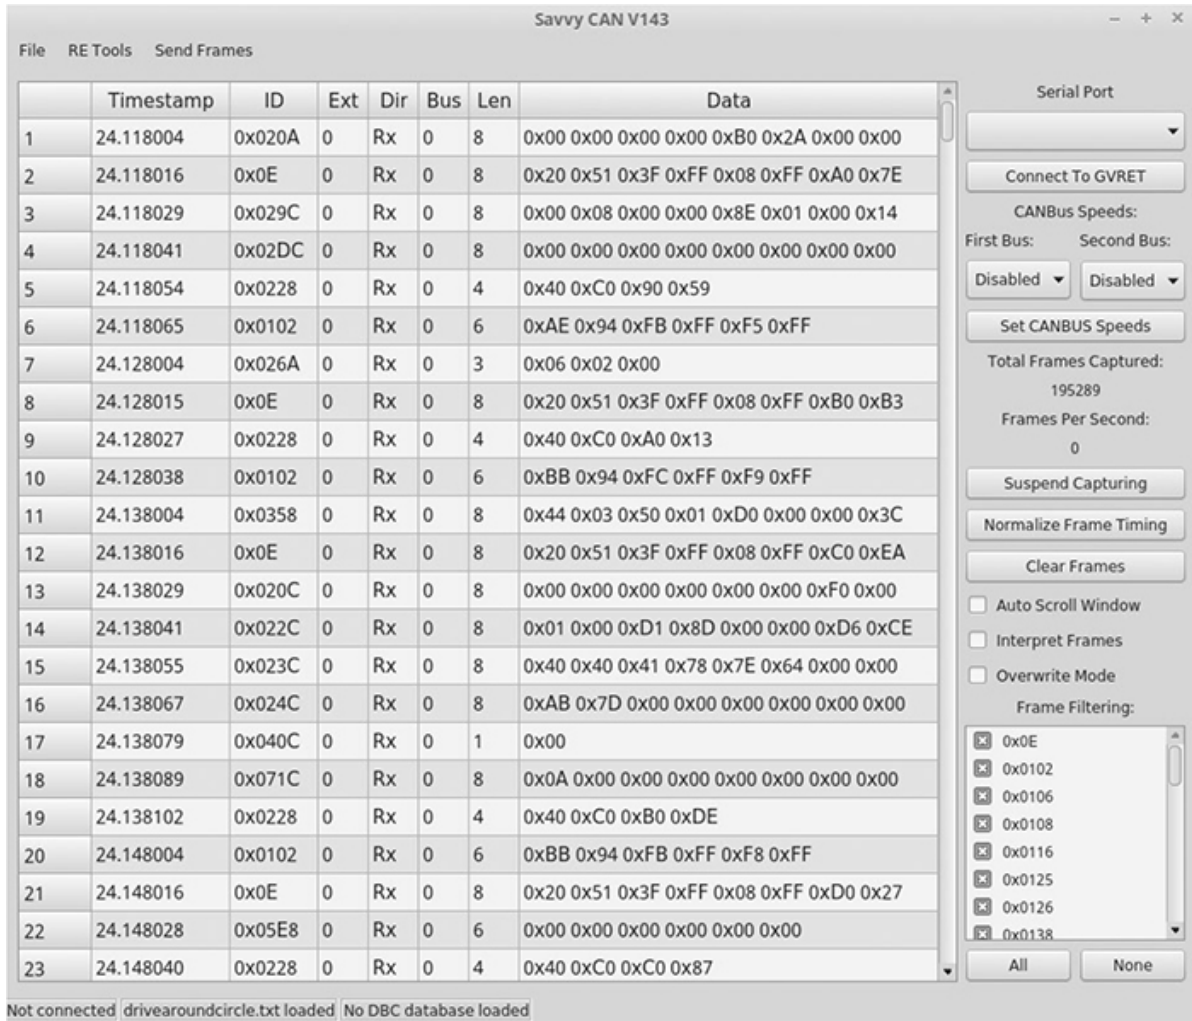 Savvy CAN V143
File RE Tools Send Frames
Timestamp ID Ext Dir Bus Len Data
1 24.118004 0x020A 0 Rx 0 8 0x00 0x00 0x00 0x00 0xB0 0x2A 0x00 0x00
2 24.118016 0x0E 0 Rx 0 8 0x20 0x51 0x3F 0xFF 0x08 0xFF 0xA0 0x7E
3 24.118029 0x029C 0 Rx 0 8 0x00 0x08 0x00 0x00 0x8E 0x01 0x00 0x14
4 24.118041 0x02DC 0 Rx 0 8 0x00 0x00 0x00 0x00 0x00 0x00 0x00 0x00
5 24.118054 0x0228 0 Rx 0 4 0x40 0xC0 0x90 0x59
6 24.118065 0x0102 0 Rx 0 6 0xAE 0x94 0xFB 0xFF 0xF5 0xFF
7 24.128004 0x026A 0 Rx 0 3 0x06 0x02 0x00
8 24.128015 0x0E 0 Rx 0 8 0x20 0x51 0x3F 0xFF 0x08 0xFF 0xB0 0xB3
9 24.128027 0x0228 0 Rx 0 4 0x40 0xC0 0xA0 0x13
10 24.128038 0x0102 0 Rx 0 6 0xBB 0x94 0xFC 0xFF 0xF9 0xFF
11 24.138004 0x0358 0 Rx 0 8 0x44 0x03 0x50 0x01 0xD0 0x00 0x00 0x3C
12 24.138016 0x0E 0 Rx 0 8 0x20 0x51 0x3F 0xFF 0x08 0xFF 0xC0 0xEA
13 24.138029 0x020C 0 Rx 0 8 0x00 0x00 0x00 0x00 0x00 0x00 0xF0 0x00
14 24.138041 0x022C 0 Rx 0 8 0x01 0x00 0xD1 0x8D 0x00 0x00 0xD6 0xCE
15 24.138055 0x023C 0 Rx 0 8 0x40 0x40 0x41 0x78 0x7E 0x64 0x00 0x00
16 24.138067 0x024C 0 Rx 0 8 0xAB 0x7D 0x00 0x00 0x00 0x00 0x00 0x00
17 24.138079 0x040C 0 Rx 0 1 0x00
18 24.138089 0x071C 0 Rx 0 8 0x0A 0x00 0x00 0x00 0x00 0x00 0x00 0x00
19 24.138102 0x0228 0 Rx 0 4 0x40 0xC0 0xB0 0xDE
20 24.148004 0x0102 0 Rx 0 6 0xBB 0x94 0xFB 0xFF 0xF8 0xFF
21 24.148016 0x0E 0 Rx 0 8 0x20 0x51 0x3F 0xFF 0x08 0xFF 0xD0 0x27
22 24.148028 0x05E8 0 Rx 0 6 0x00 0x00 0x00 0x00 0x00 0x00
23 24.148040 0x0228 0 Rx 0 4 0x40 0xC0 0xC0 0x87
Serial Port
Connect To GVRET
CANBus Speeds:
First Bus: Second Bus:
Disabled Disabled
Set CANBUS Speeds
Total Frames Captured:
195289
Frames Per Second:
0
Suspend Capturing
Normalize Frame Timing
Clear Frames
Auto Scroll Window
Interpret Frames
Overwrite Mode
Frame Filtering:
0x0E
0x0102
0x0106
0x0108
0x0116
0x0125
0x0126
0x0138
All None
Not connected drivearoundcircle.txt loaded No DBC database loaded